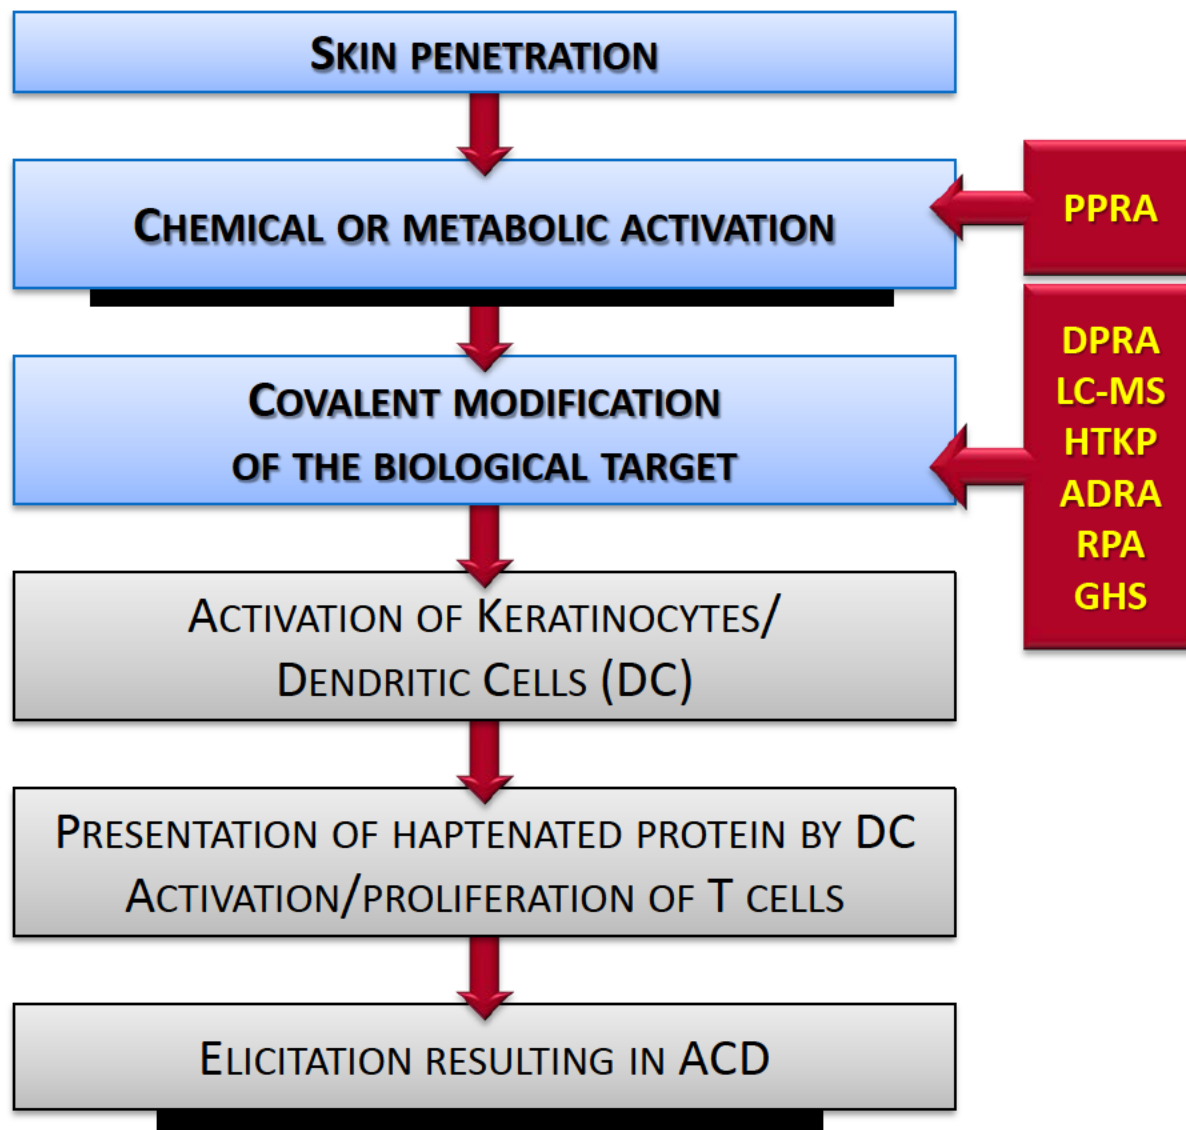 Skin penetration
Chemical or metabolic activation
PPRA
Covalent modification
of the biological target
DPRA
LC-MS
HTKP
ADRA
RPA
GHS
Activation of Keratinocytes/
Dendritic Cells (DC)
Presentation of haptenated protein by DC
Activation/proliferation of T cells
Elicitation resulting in ACD